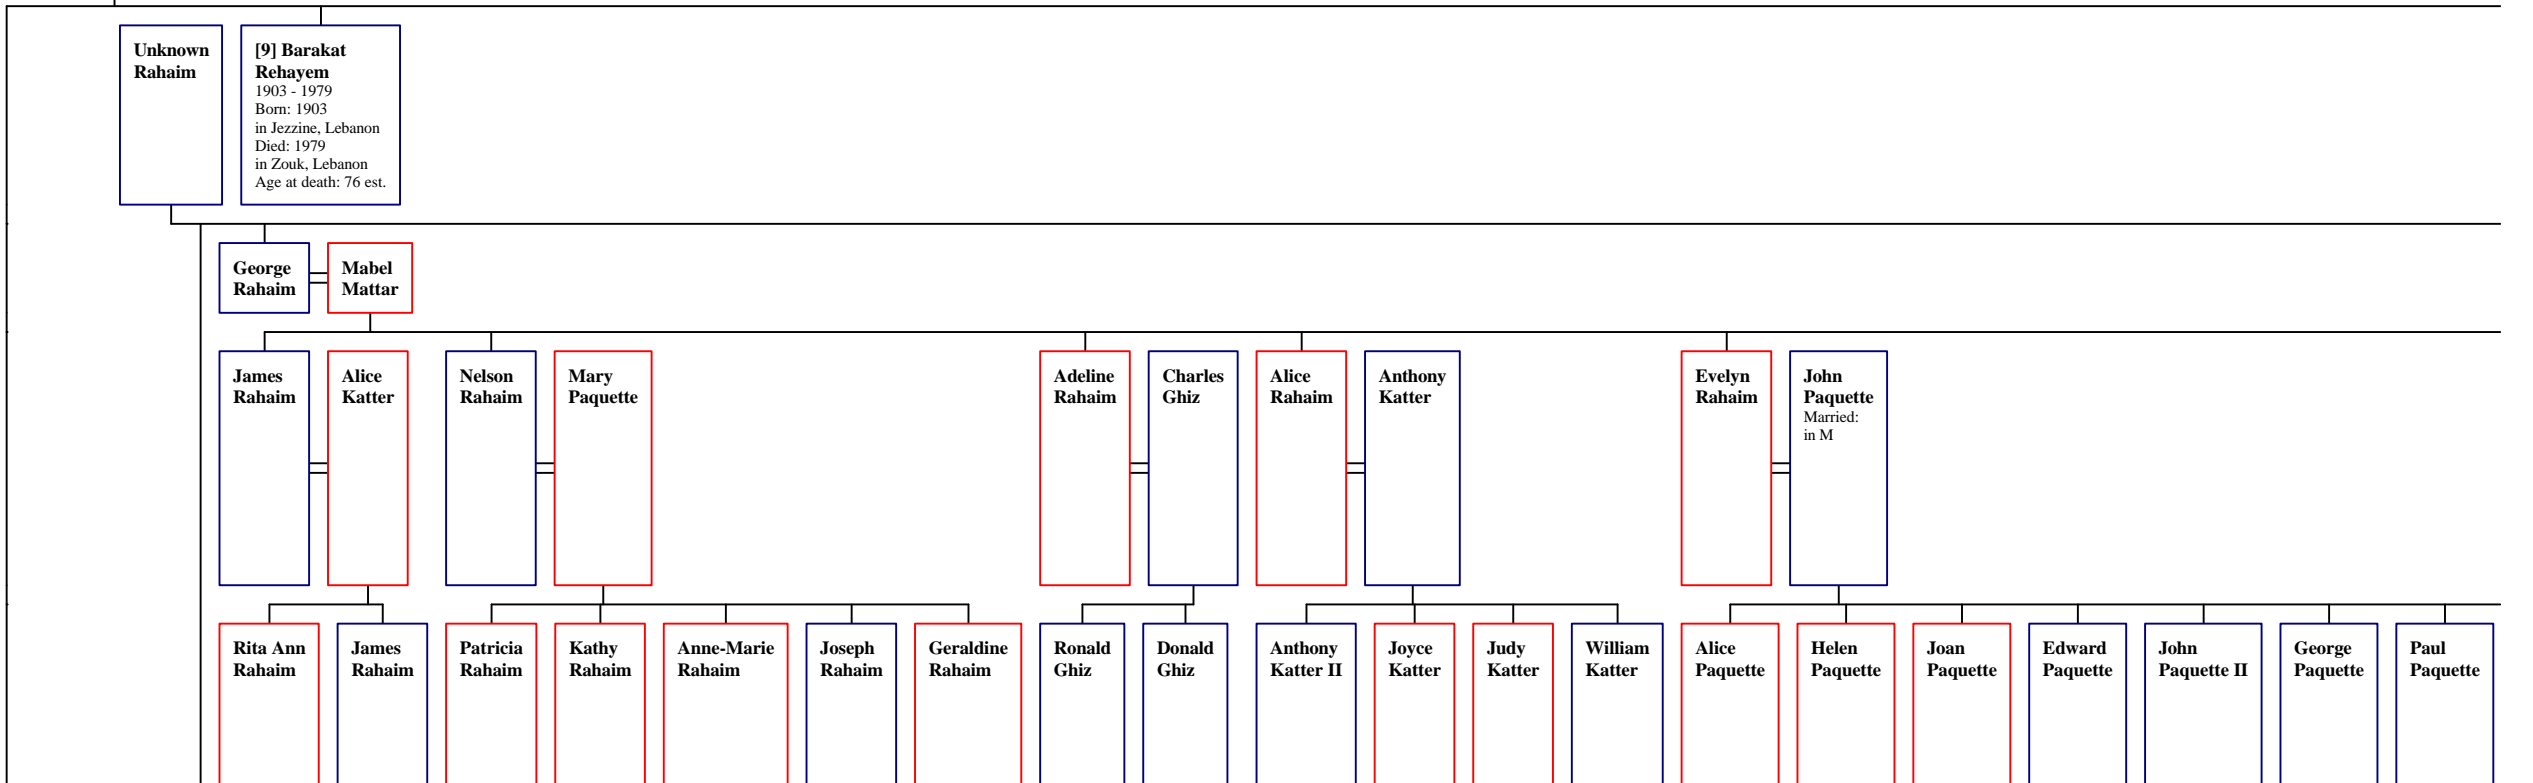 Unknown
Rahaim
[9] Barakat
Rehayem
1903 - 1979
Born: 1903
in Jezzine, Lebanon
Died: 1979
in Zouk, Lebanon
Age at death: 76 est.
George
Rahaim
Mabel
Mattar
James
Rahaim
Alice
Katter
Nelson
Rahaim
Mary
Paquette
Adeline
Rahaim
Charles
Ghiz
Alice
Rahaim
Anthony
Katter
Evelyn
Rahaim
John
Paquette
Married:
in M
Rita Ann
Rahaim
James
Rahaim
Patricia
Rahaim
Kathy
Rahaim
Anne-Marie
Rahaim
Joseph
Rahaim
Geraldine
Rahaim
Ronald
Ghiz
Donald
Ghiz
Anthony
Katter II
Joyce
Katter
Judy
Katter
William
Katter
Alice
Paquette
Helen
Paquette
Joan
Paquette
Edward
Paquette
John
Paquette II
George
Paquette
Paul
Paquette